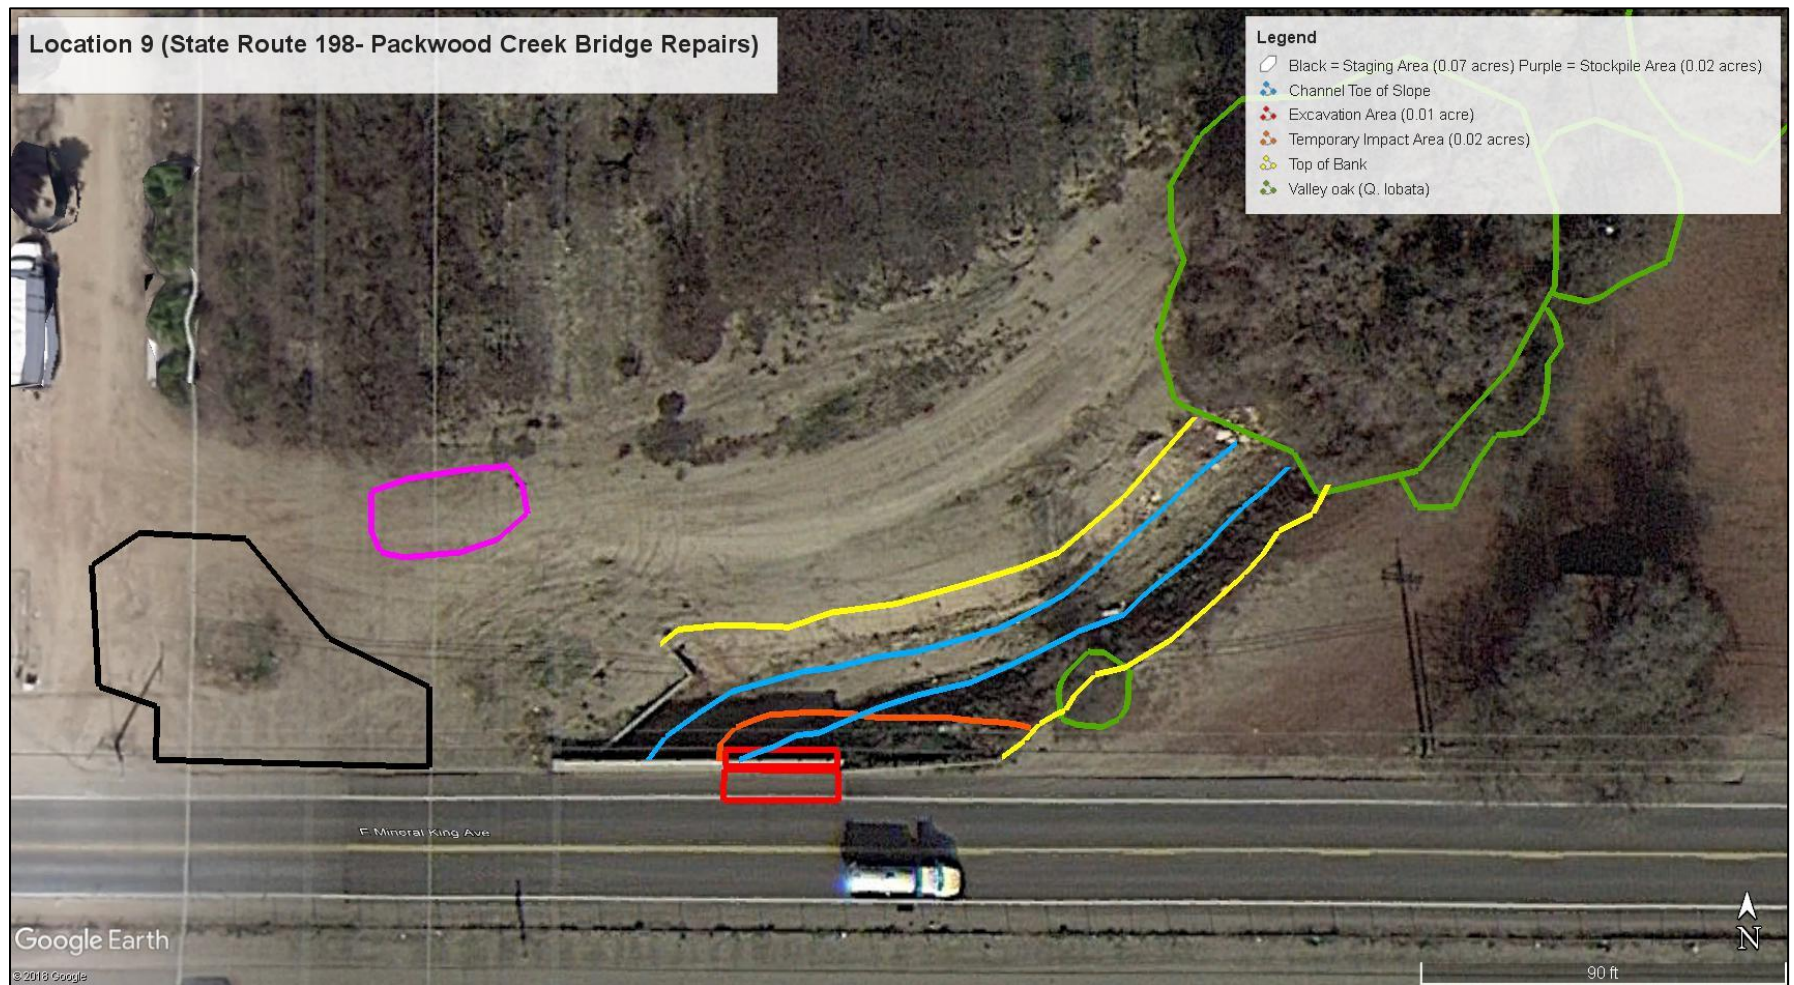 Location 9 (State Route 198- Packwood Creek Bridge Repairs)
Legend
Black = Staging Area (0.07 acres) Purple = Stockpile Area (0.02 acres)
Channel Toe of Slope
Excavation Area (0.01 acre)
Temporary Impact Area (0.02 acres)
Top of Bank
Valley oak (Q. lobata)
E Mineral King Ave
Google Earth
N
© 2018 Google
90 ft